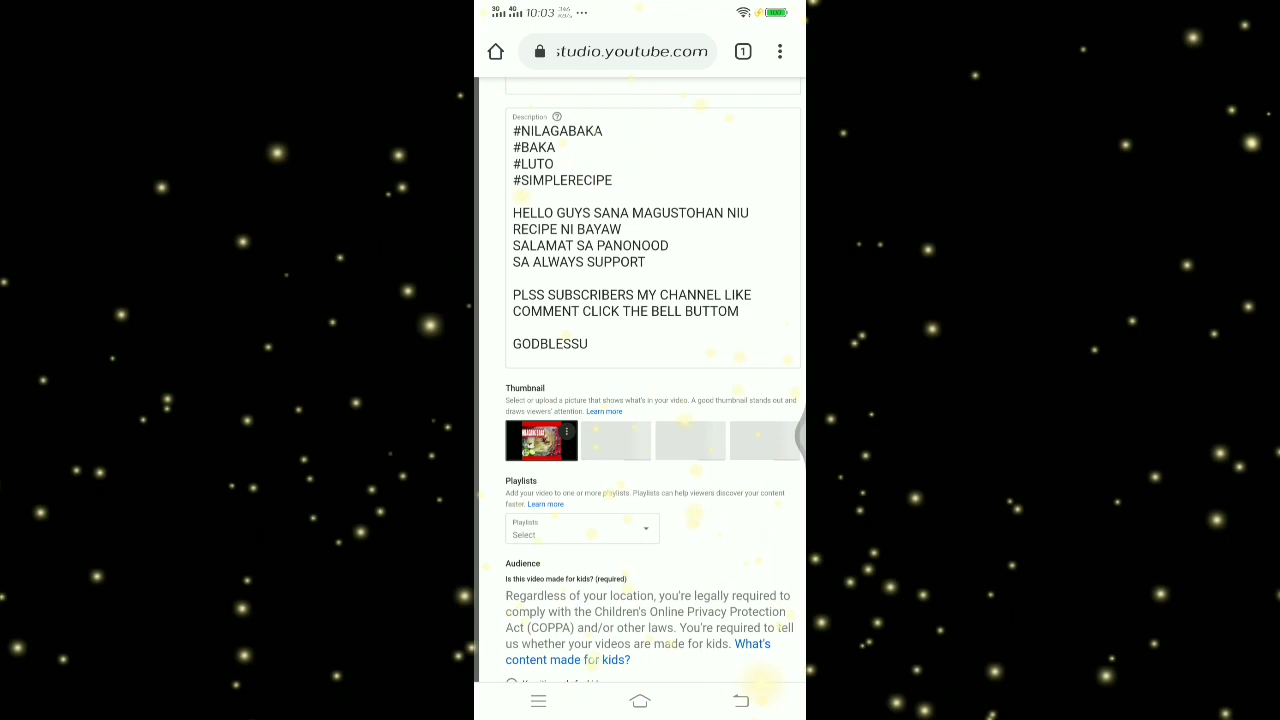 3G 4G 10:03 346 KB/s ... 100
studio.youtube.com 1
Description
#NILAGABAKA
#BAKA
#LUTO
#SIMPLERECIPE
HELLO GUYS SANA MAGUSTOHAN NIU
RECIPE NI BAYAW
SALAMAT SA PANONOOD
SA ALWAYS SUPPORT
PLSS SUBSCRIBERS MY CHANNEL LIKE
COMMENT CLICK THE BELL BUTTOM
GODBLESSU
Thumbnail
Select or upload a picture that shows what's in your video. A good thumbnail stands out and
draws viewers' attention. Learn more
Playlists
Add your video to one or more playlists. Playlists can help viewers discover your content
faster. Learn more
Playlists
Select
Audience
Is this video made for kids? (required)
Regardless of your location, you're legally required to
comply with the Children's Online Privacy Protection
Act (COPPA) and/or other laws. You're required to tell
us whether your videos are made for kids. What's
content made for kids?